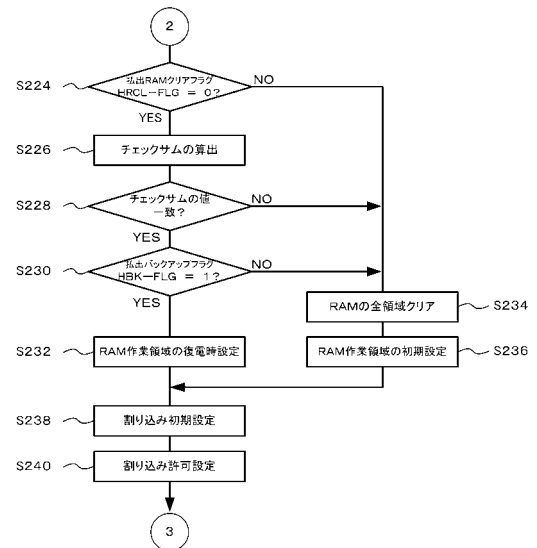 2
S224
払出RAMクリアフラグ
HRCL-FLG = 0?
NO
YES
S226
チェックサムの算出
S228
チェックサムの値
一致?
NO
YES
S230
払出バックアップフラグ
HBK-FLG = 1?
NO
YES
RAMの全領域クリア
S234
S232
RAM作業領域の復電時設定
RAM作業領域の初期設定
S236
S238
割り込み初期設定
S240
割り込み許可設定
3